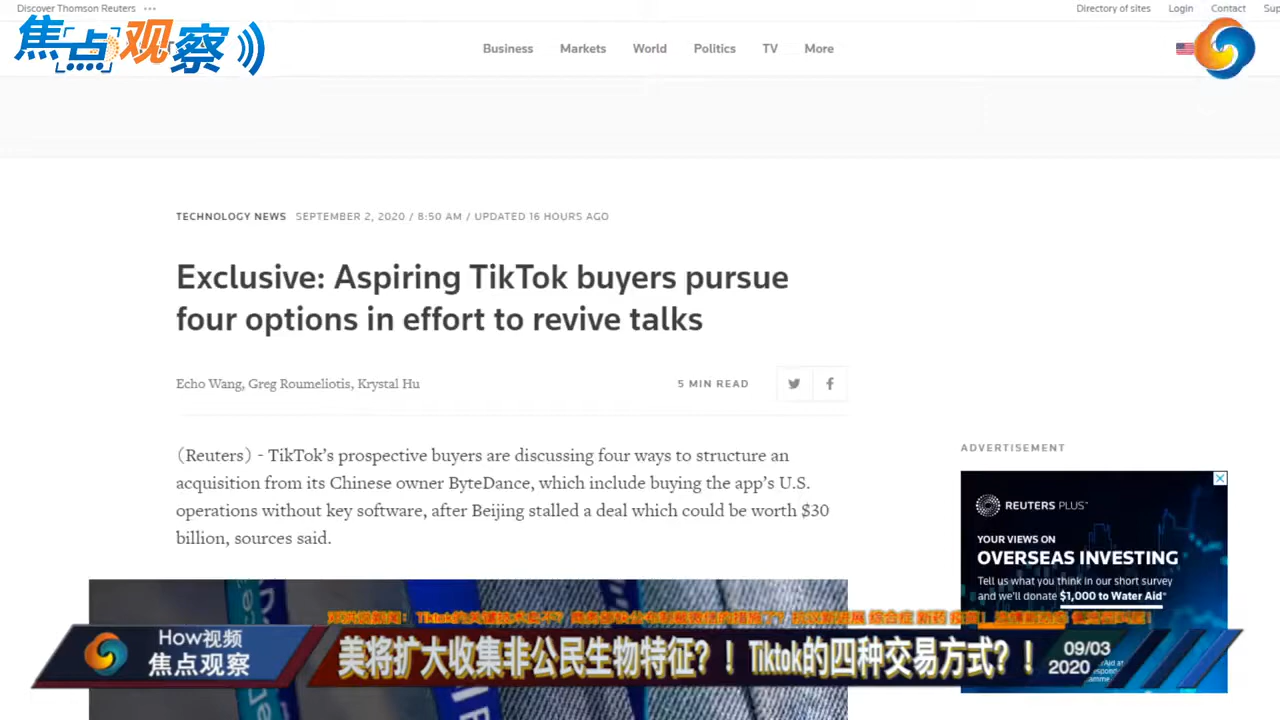 Discover Thomson Reuters ···
Directory of sites Login Contact Sup
焦点观察
Business Markets World Politics TV More
TECHNOLOGY NEWS SEPTEMBER 2, 2020 / 8:50 AM / UPDATED 16 HOURS AGO
Exclusive: Aspiring TikTok buyers pursue
four options in effort to revive talks
Echo Wang, Greg Roumeliotis, Krystal Hu
5 MIN READ
(Reuters) - TikTok’s prospective buyers are discussing four ways to structure an
acquisition from its Chinese owner ByteDance, which include buying the app’s U.S.
operations without key software, after Beijing stalled a deal which could be worth $30
billion, sources said.
ADVERTISEMENT
REUTERS PLUS
YOUR VIEWS ON
OVERSEAS INVESTING
Tell us what you think in our short survey
and we'll donate $1,000 to Water Aid*
How视频
焦点观察
美将扩大收集非公民生物特征？！Tiktok的四种交易方式？！
09/03
2020